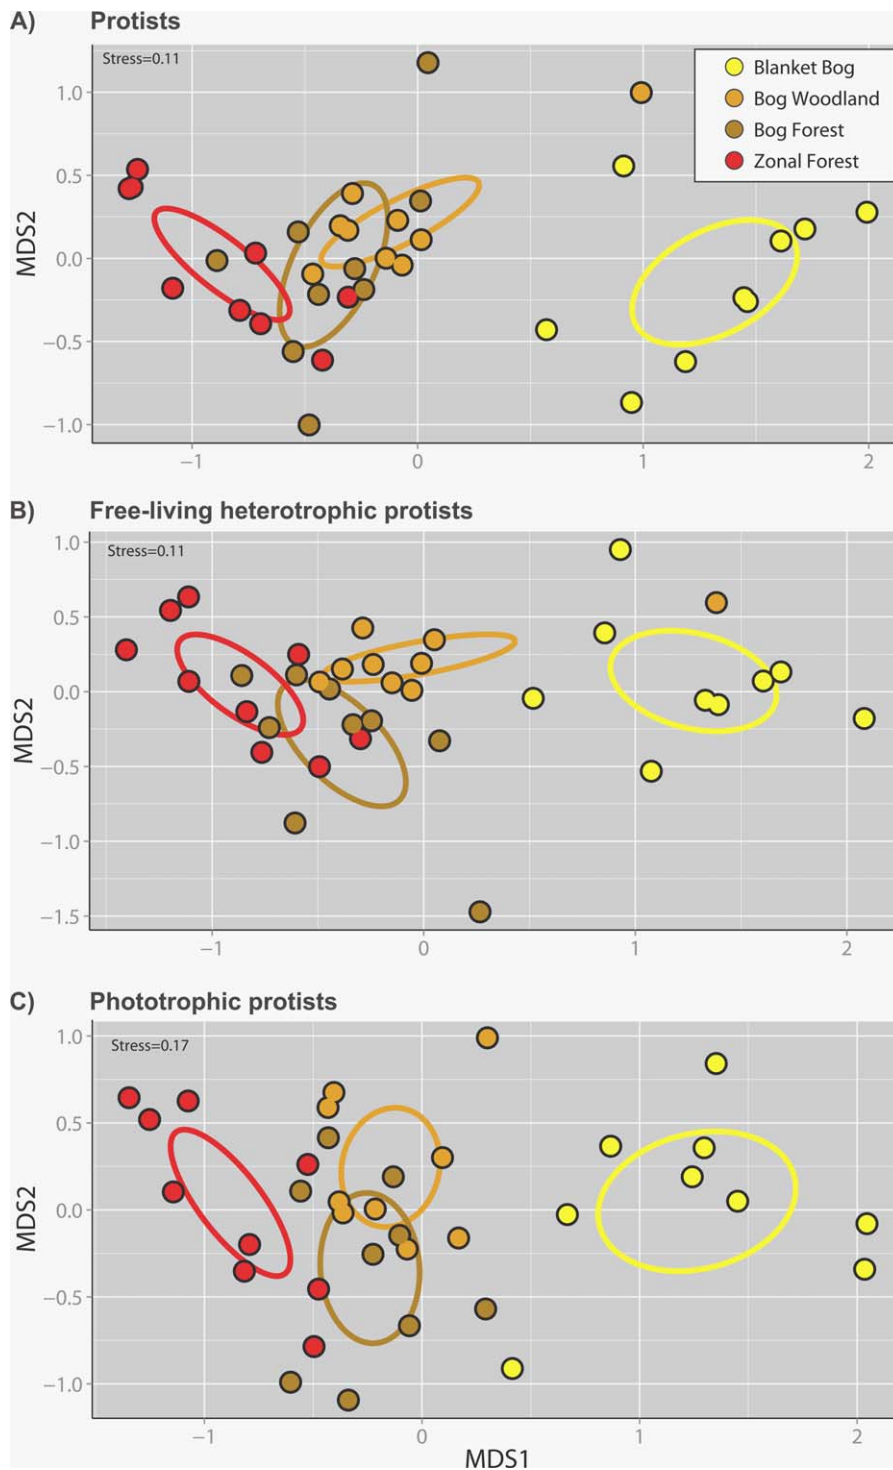 A) Protists
Stress=0.11
Blanket Bog
Bog Woodland
Bog Forest
Zonal Forest
1.0
0.5
0.0
−0.5
−1.0
MDS2
−1 0 1 2
B) Free-living heterotrophic protists
Stress=0.11
1.0
0.5
0.0
−0.5
−1.0
−1.5
MDS2
−1 0 1 2
C) Phototrophic protists
Stress=0.17
1.0
0.5
0.0
−0.5
−1.0
MDS2
−1 0 1 2
MDS1